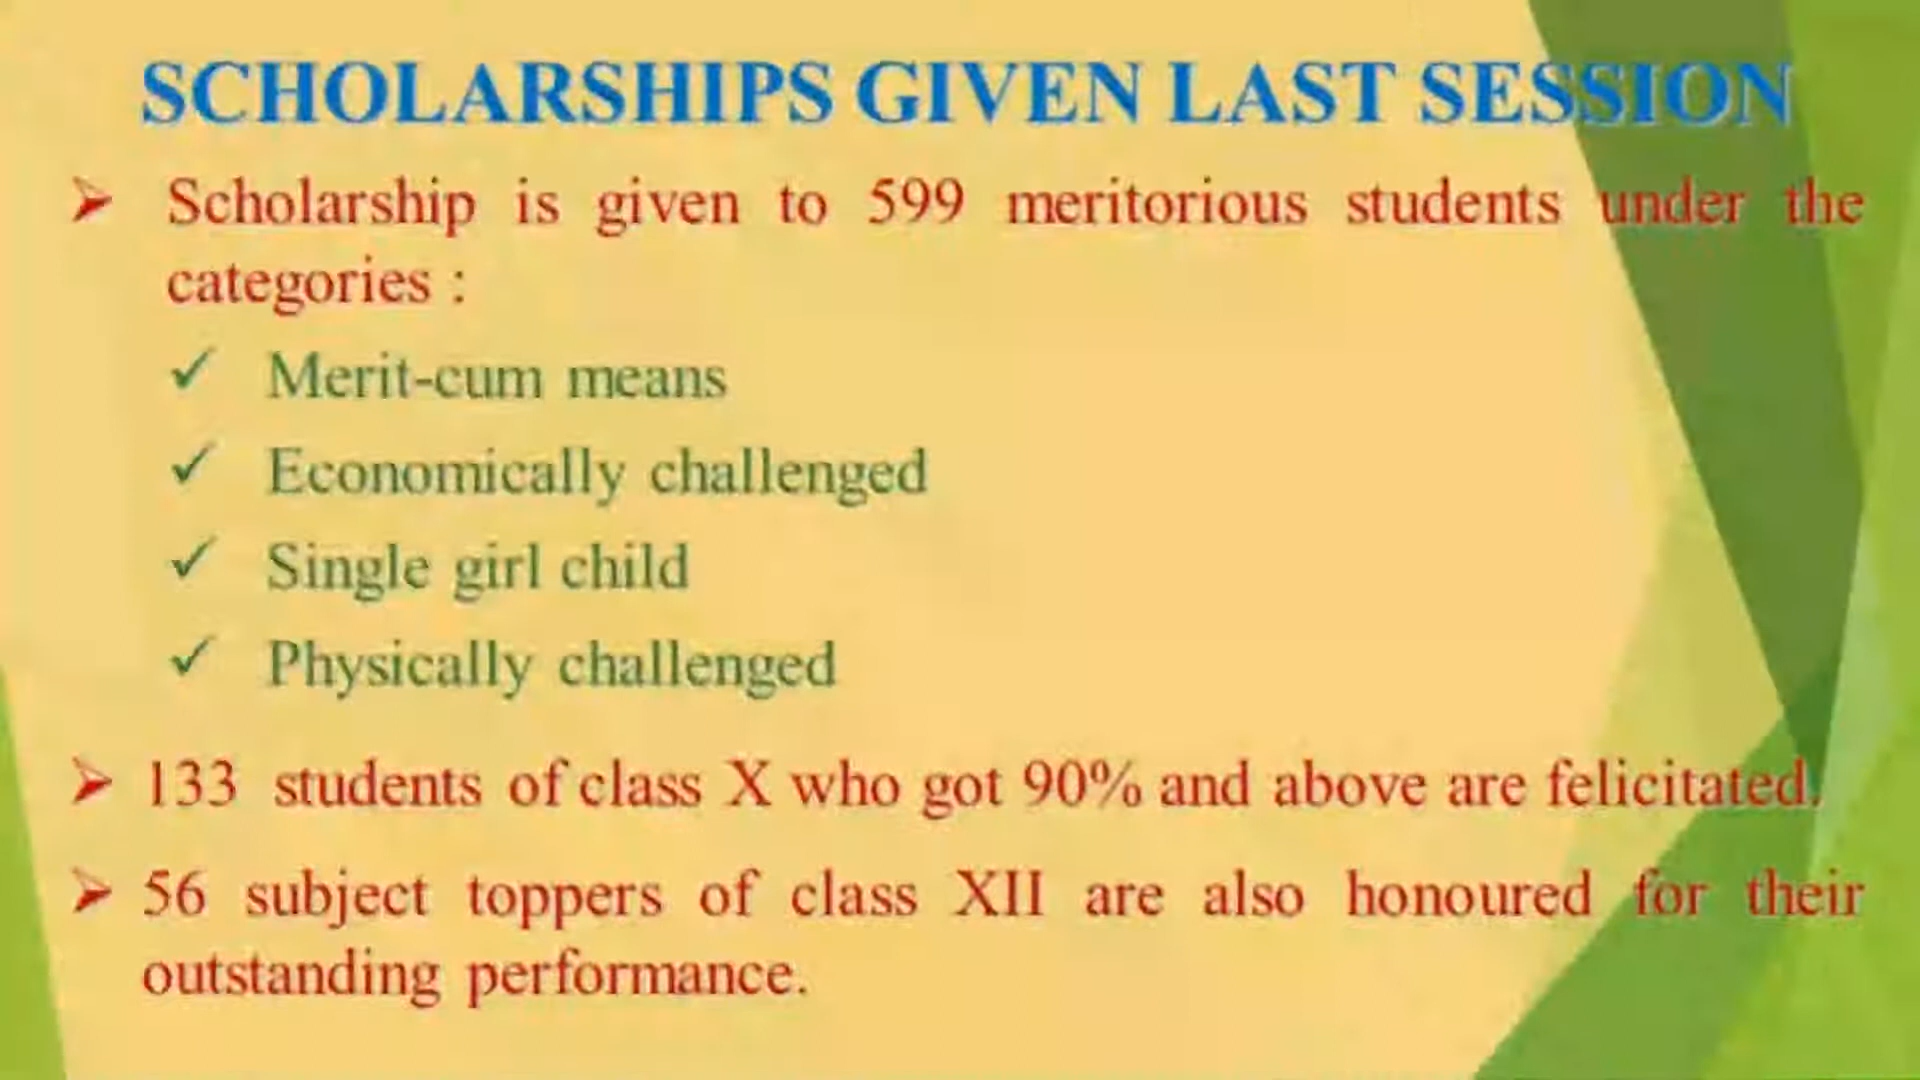 SCHOLARSHIPS GIVEN LAST SESSION
➢ Scholarship is given to 599 meritorious students under the
categories :
✓ Merit-cum means
✓ Economically challenged
✓ Single girl child
✓ Physically challenged
➢ 133 students of class X who got 90% and above are felicitated.
➢ 56 subject toppers of class XII are also honoured for their
outstanding performance.